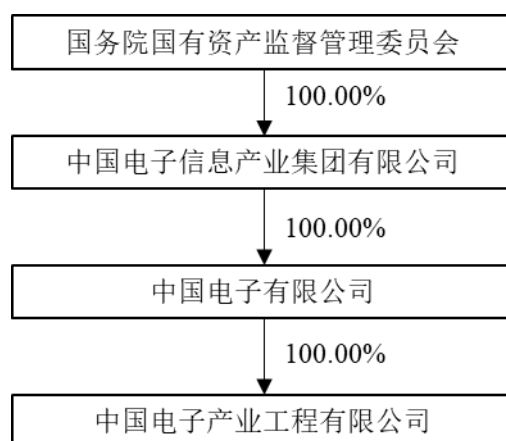 国务院国有资产监督管理委员会
100.00%
中国电子信息产业集团有限公司
100.00%
中国电子有限公司
100.00%
中国电子产业工程有限公司